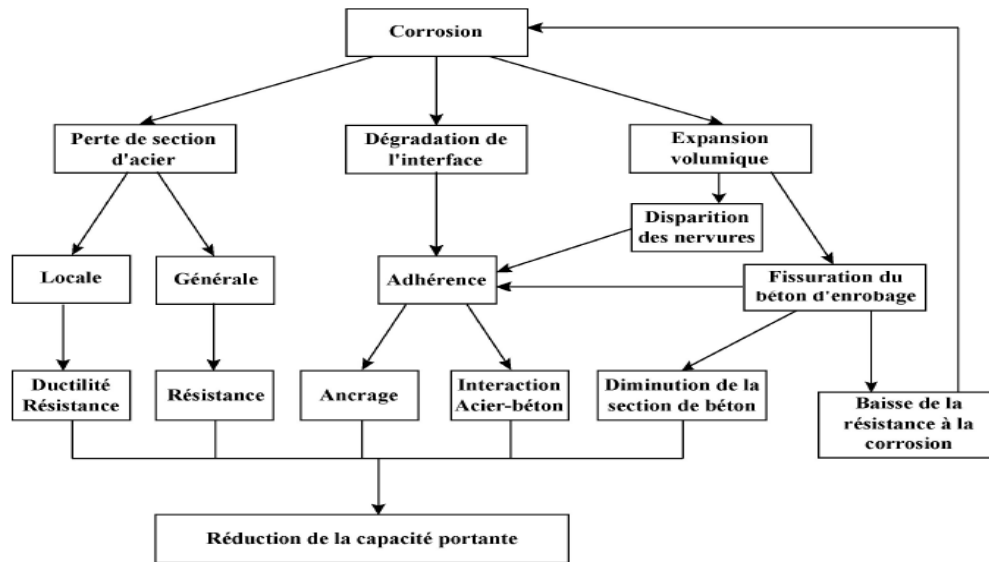 Corrosion
Perte de section
d'acier
Dégradation de
l'interface
Expansion
volumique
Disparition
des nervures
Locale
Générale
Adhérence
Fissuration du
béton d'enrobage
Ductilité
Résistance
Résistance
Ancrage
Interaction
Acier-béton
Diminution de la
section de béton
Baisse de la
résistance à la
corrosion
Réduction de la capacité portante